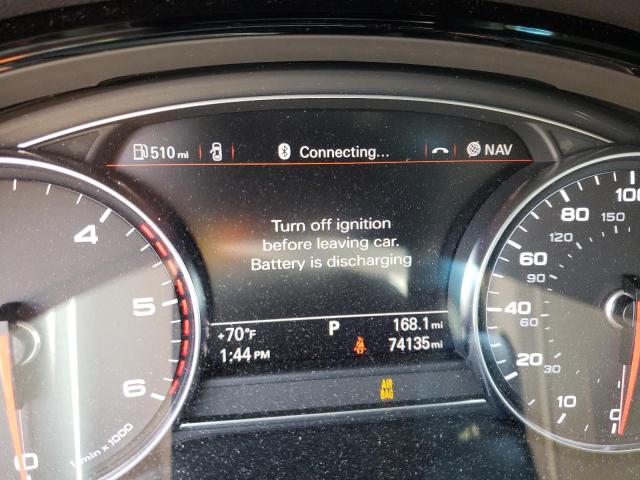 510 mi Connecting... NAV
Turn off ignition
before leaving car.
Battery is discharging
+70°F P 168.1 mi
1:44 PM 74135 mi
AIR
BAG
4
5
6
0
1/min x 1000
100
80
60
40
20
10
0
150
120
90
60
30